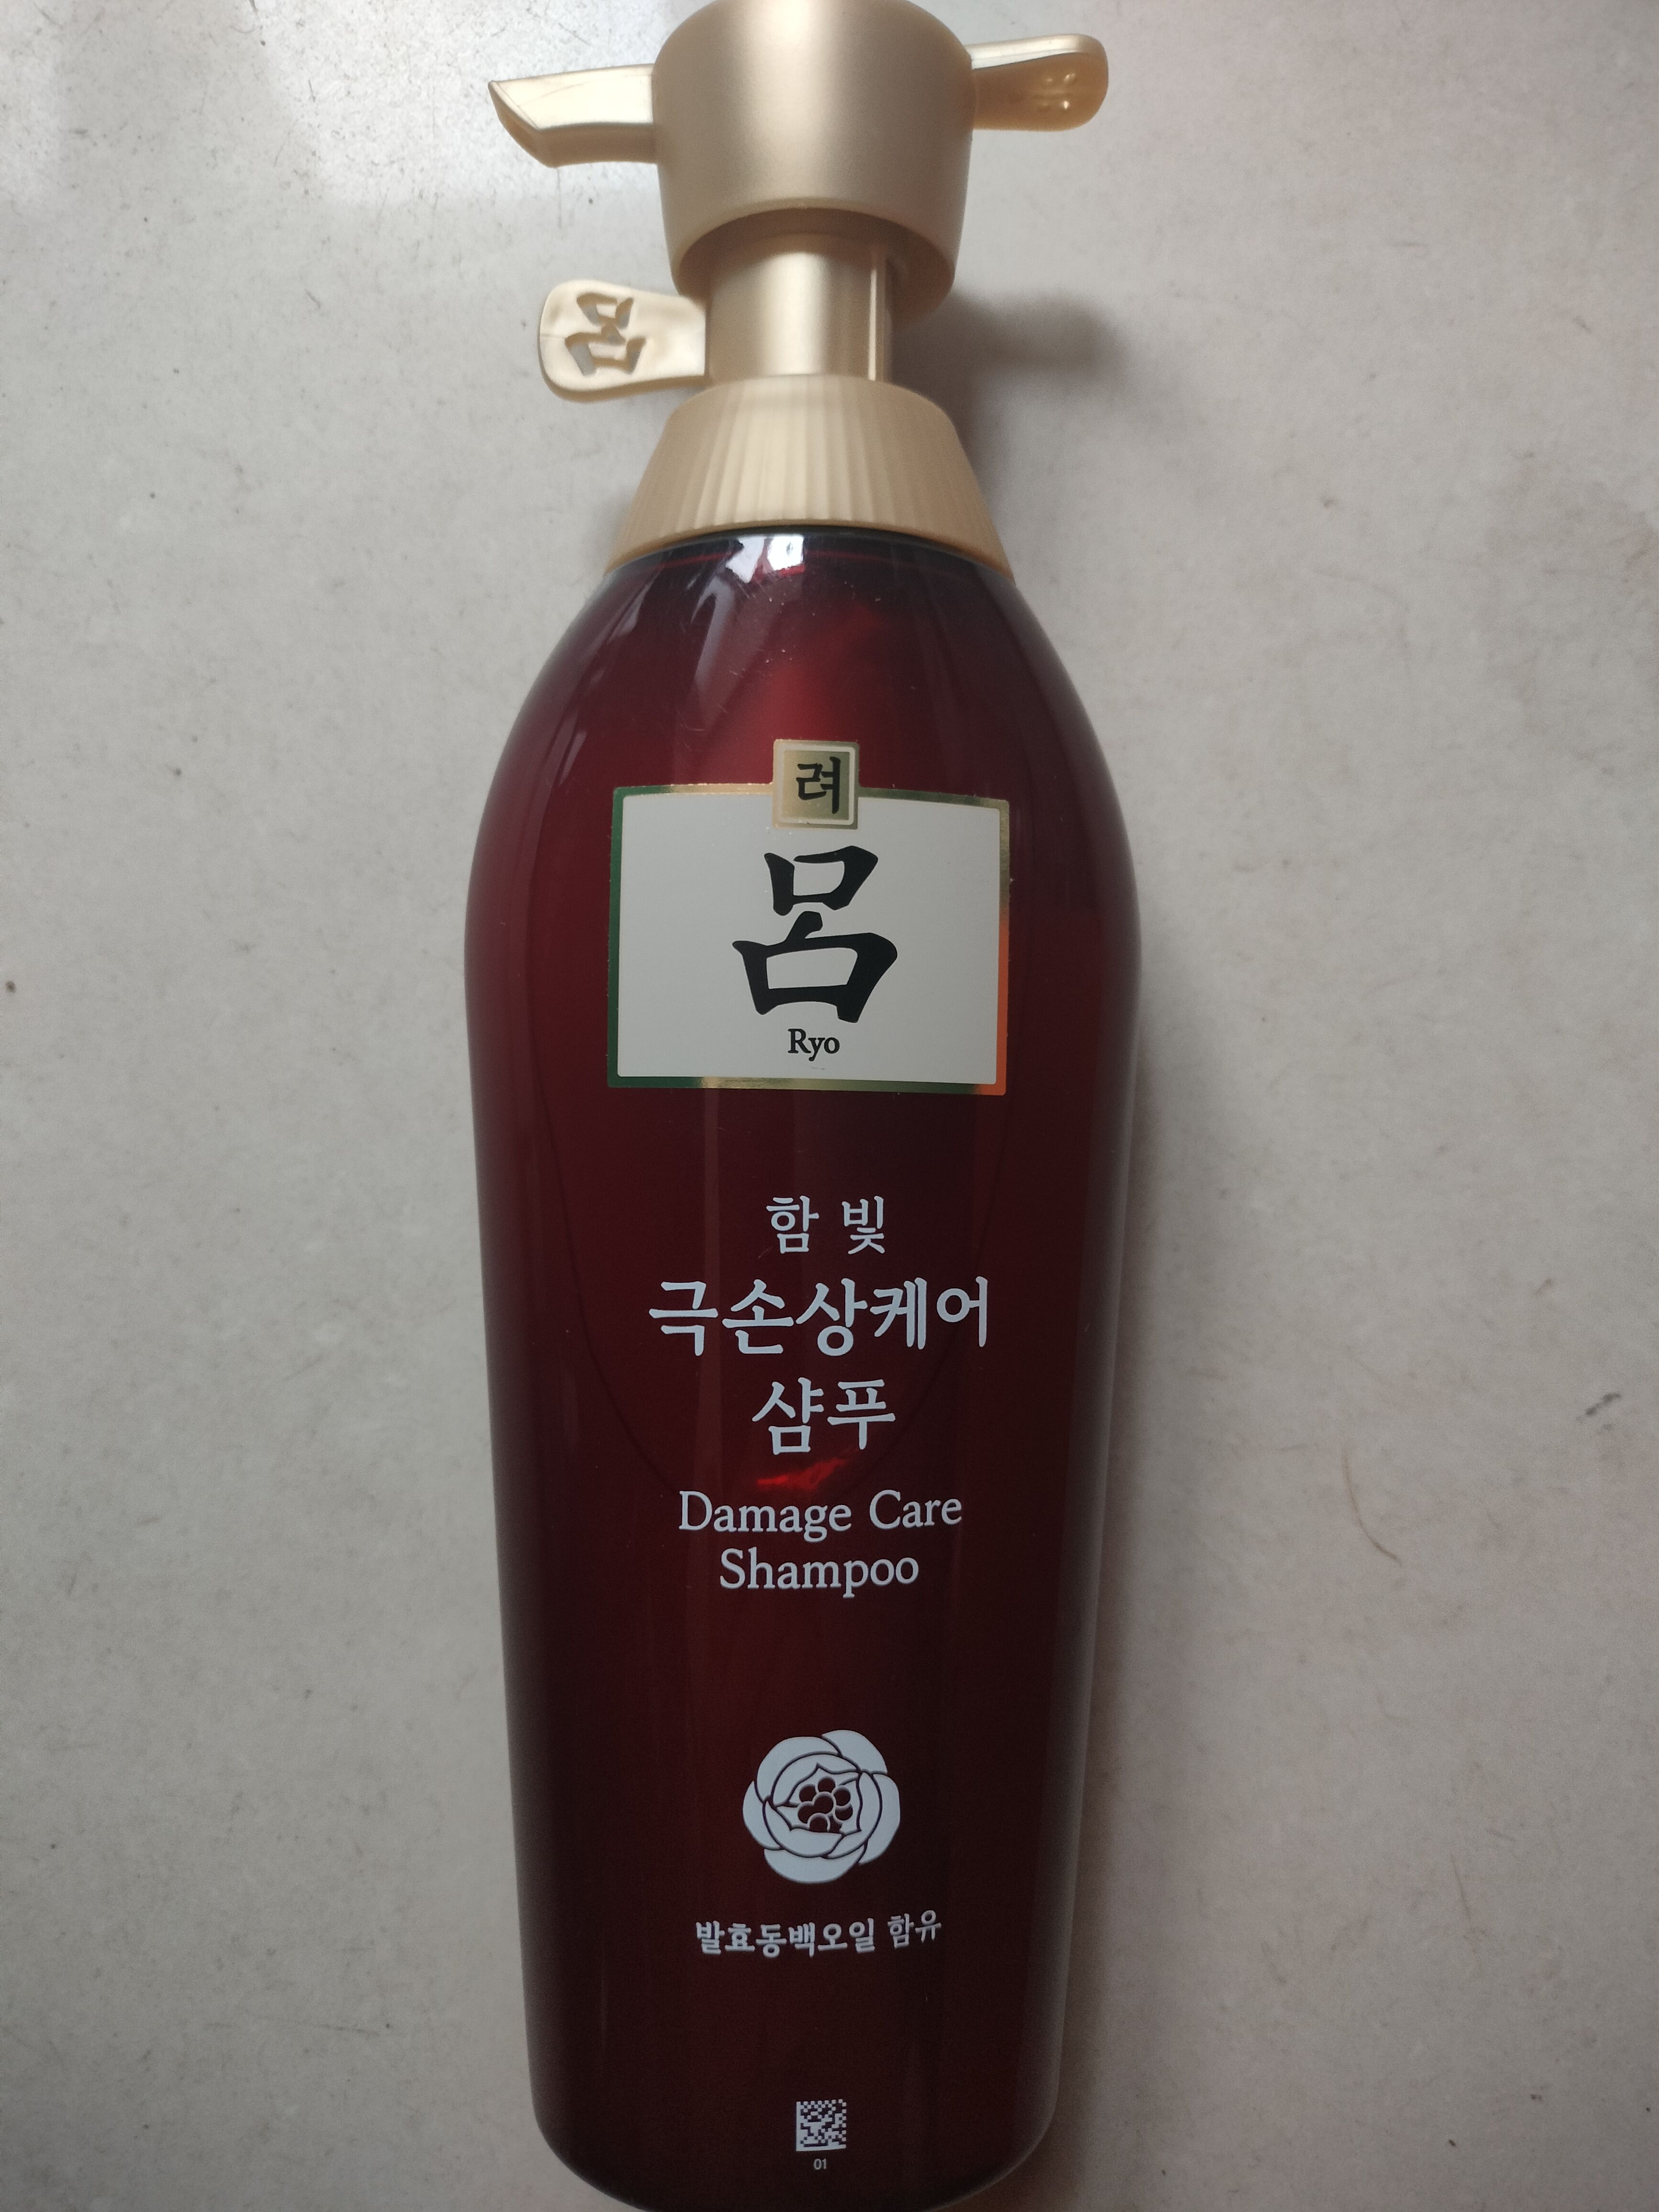 呂
려
呂
Ryo
함 빛
극손상케어
샴푸
Damage Care
Shampoo
발효동백오일 함유
01